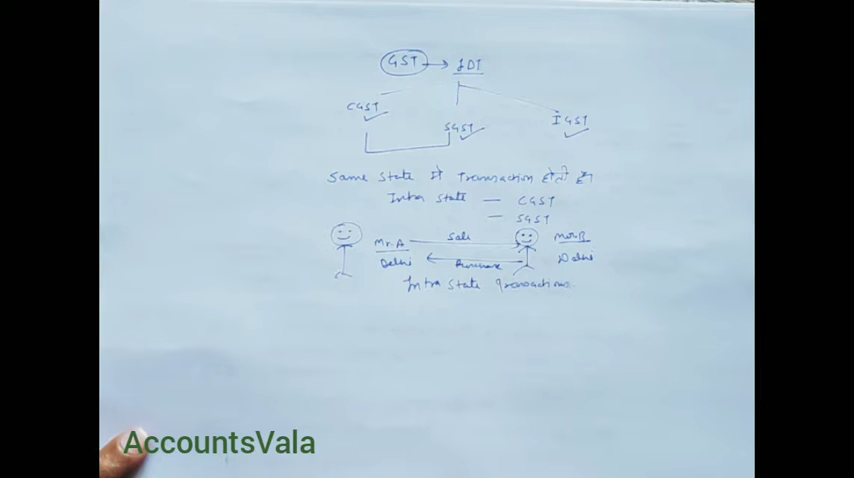 GST → IDT
CGST
SGST
IGST
Same State में transaction होती है।
Intra State — CGST
— SGST
Mr. A Sale Mr. B
Delhi Purchase Delhi
Intra State transactions
AccountsVala